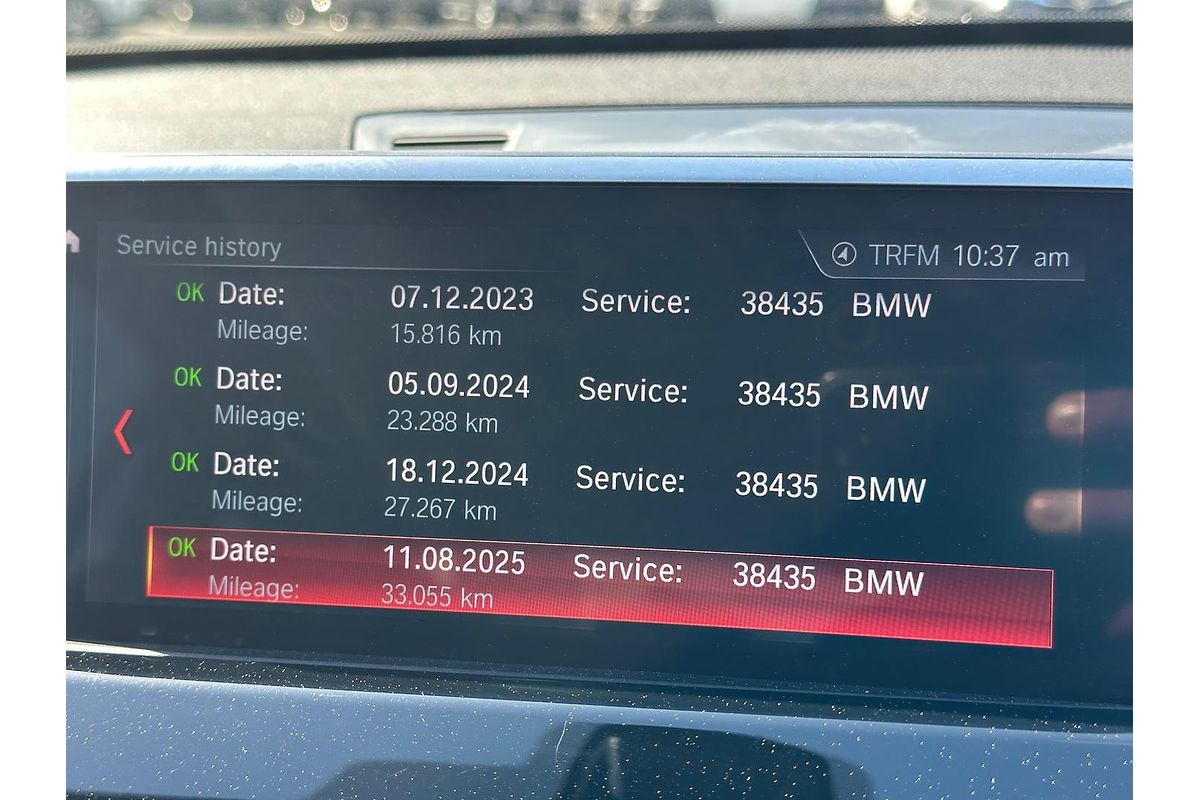 Service history
TRFM 10:37 am
OK Date: 07.12.2023 Service: 38435 BMW
Mileage: 15.816 km
OK Date: 05.09.2024 Service: 38435 BMW
Mileage: 23.288 km
OK Date: 18.12.2024 Service: 38435 BMW
Mileage: 27.267 km
OK Date: 11.08.2025 Service: 38435 BMW
Mileage: 33.055 km